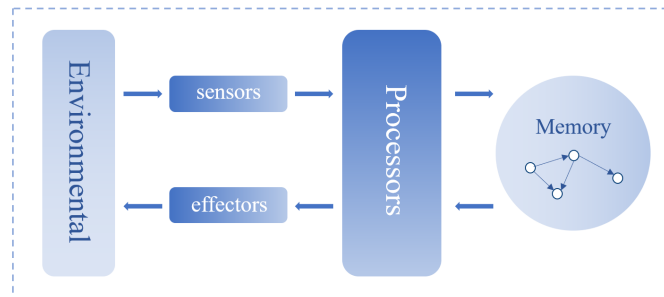 Environmental
sensors
effectors
Processors
Memory